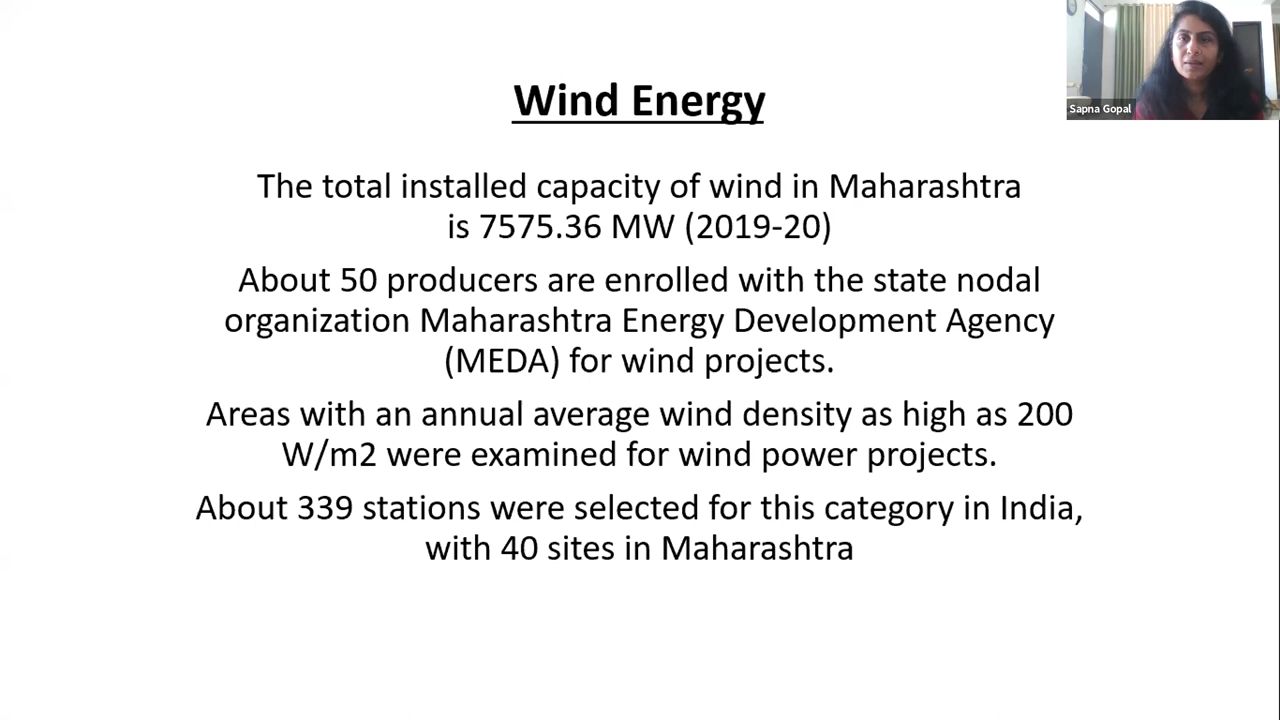 Wind Energy
Sapna Gopal
The total installed capacity of wind in Maharashtra
is 7575.36 MW (2019-20)
About 50 producers are enrolled with the state nodal
organization Maharashtra Energy Development Agency
(MEDA) for wind projects.
Areas with an annual average wind density as high as 200
W/m2 were examined for wind power projects.
About 339 stations were selected for this category in India,
with 40 sites in Maharashtra